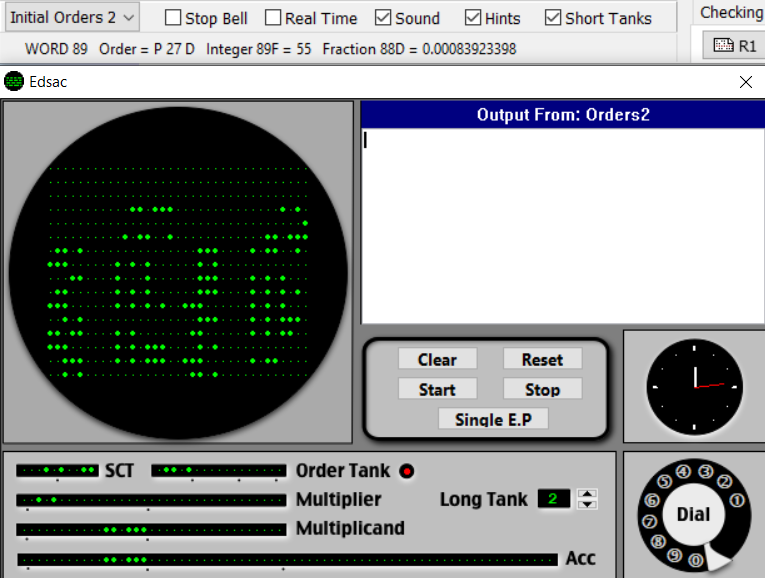 Initial Orders 2 Stop Bell Real Time Sound Hints Short Tanks Checking
WORD 89 Order = P 27 D Integer 89F = 55 Fraction 88D = 0.00083923398 R1
Edsac
Output From: Orders2
Clear Reset
Start Stop
Single E.P
SCT Order Tank
Multiplier Long Tank 2
Multiplicand
Acc
Dial
1 2 3 4 5 6 7 8 9 0